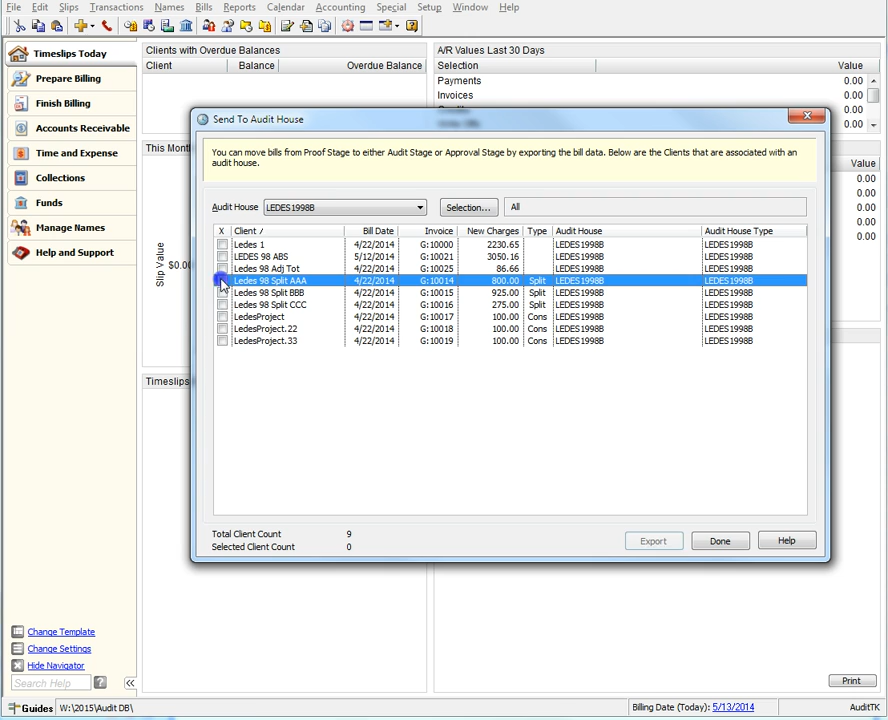 File Edit Slips Transactions Names Bills Reports Calendar Accounting Special Setup Window Help
Timeslips Today
Prepare Billing
Finish Billing
Accounts Receivable
Time and Expense
Collections
Funds
Manage Names
Help and Support
Clients with Overdue Balances
Client Balance Overdue Balance
A/R Values Last 30 Days
Selection Value
Payments 0.00
Invoices 0.00
0.00
0.00
This Mont
Slip Value
$0.00
Value
0.00
0.00
0.00
0.00
0.00
Timeslips
Send To Audit House
You can move bills from Proof Stage to either Audit Stage or Approval Stage by exporting the bill data. Below are the Clients that are associated with an
audit house.
Audit House LEDES1998B Selection... All
X Client / Bill Date Invoice New Charges Type Audit House Audit House Type
Ledes 1 4/22/2014 G:10000 2230.65 LEDES1998B LEDES1998B
LEDES 98 ABS 5/12/2014 G:10021 3050.16 LEDES1998B LEDES1998B
Ledes 98 Adj Tot 4/22/2014 G:10025 86.66 LEDES1998B LEDES1998B
Ledes 98 Split AAA 4/22/2014 G:10014 800.00 Split LEDES1998B LEDES1998B
Ledes 98 Split BBB 4/22/2014 G:10015 925.00 Split LEDES1998B LEDES1998B
Ledes 98 Split CCC 4/22/2014 G:10016 275.00 Split LEDES1998B LEDES1998B
LedesProject 4/22/2014 G:10017 100.00 Cons LEDES1998B LEDES1998B
LedesProject.22 4/22/2014 G:10018 100.00 Cons LEDES1998B LEDES1998B
LedesProject.33 4/22/2014 G:10019 100.00 Cons LEDES1998B LEDES1998B
Total Client Count 9
Selected Client Count 0
Export Done Help
Change Template
Change Settings
Hide Navigator
Search Help ?
Print
Guides W:\2015\Audit DB\ Billing Date (Today): 5/13/2014 AuditTK